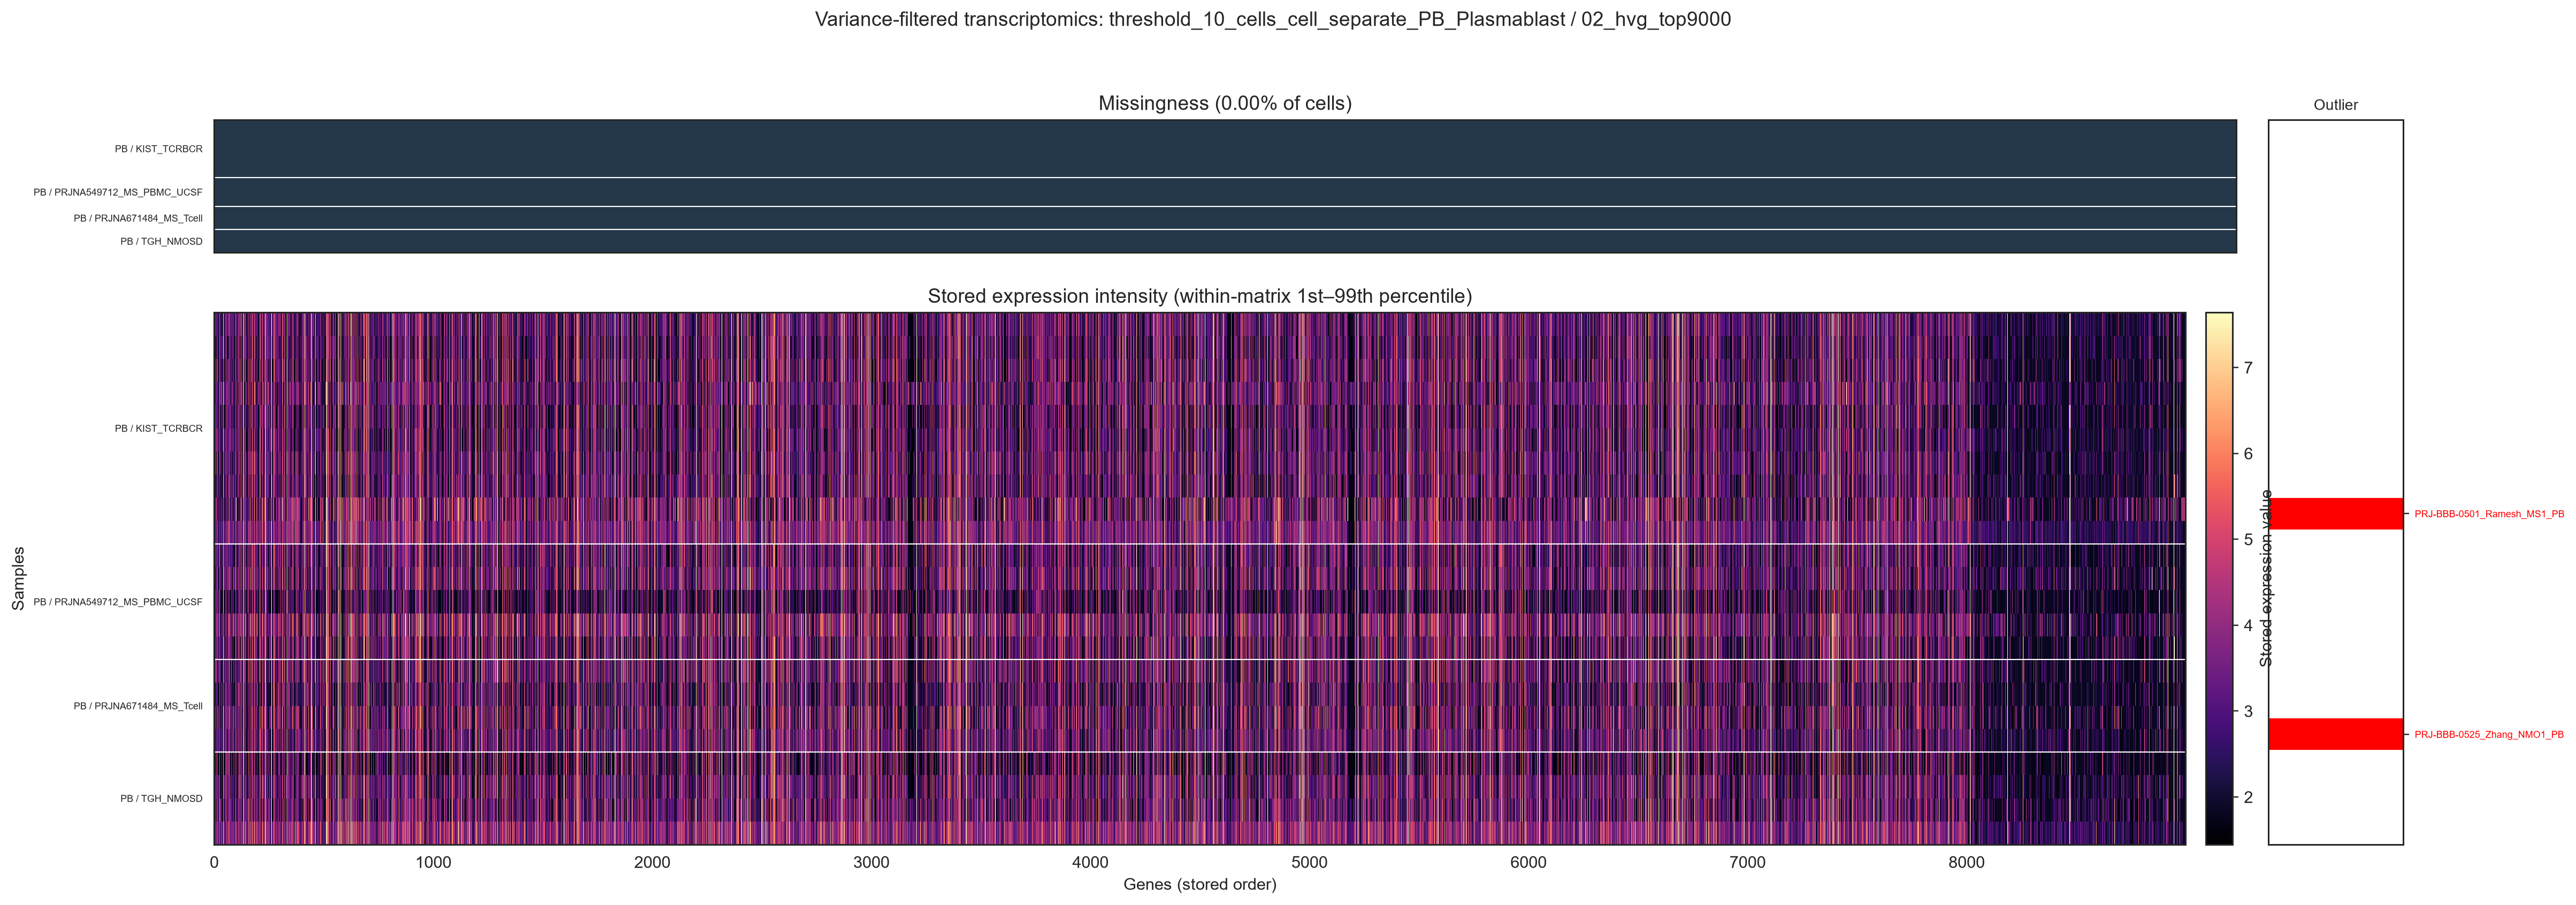 Variance-filtered transcriptomics: threshold_10_cells_cell_separate_PB_Plasmablast / 02_hvg_top9000
Missingness (0.00% of cells)
Outlier
PB / KIST_TCRBCR
PB / PRJNA549712_MS_PBMC_UCSF
PB / PRJNA671484_MS_Tcell
PB / TGH_NMOSD
Stored expression intensity (within-matrix 1st–99th percentile)
Samples
PB / KIST_TCRBCR
PB / PRJNA549712_MS_PBMC_UCSF
PB / PRJNA671484_MS_Tcell
PB / TGH_NMOSD
7
6
5
4
3
2
Stored expression value
PRJ-BBB-0501_Ramesh_MS1_PB
PRJ-BBB-0525_Zhang_NMO1_PB
0 1000 2000 3000 4000 5000 6000 7000 8000
Genes (stored order)